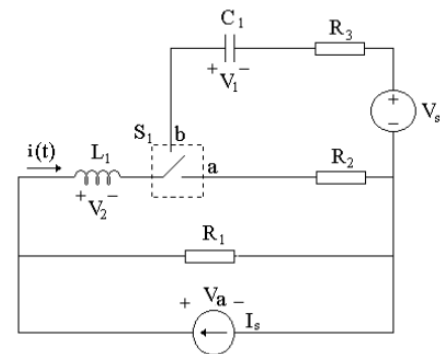 C1
R3
+ V1 −
+
−
Vs
S1
b
i(t)
L1
a
R2
+ V2 −
R1
+ Va −
Is